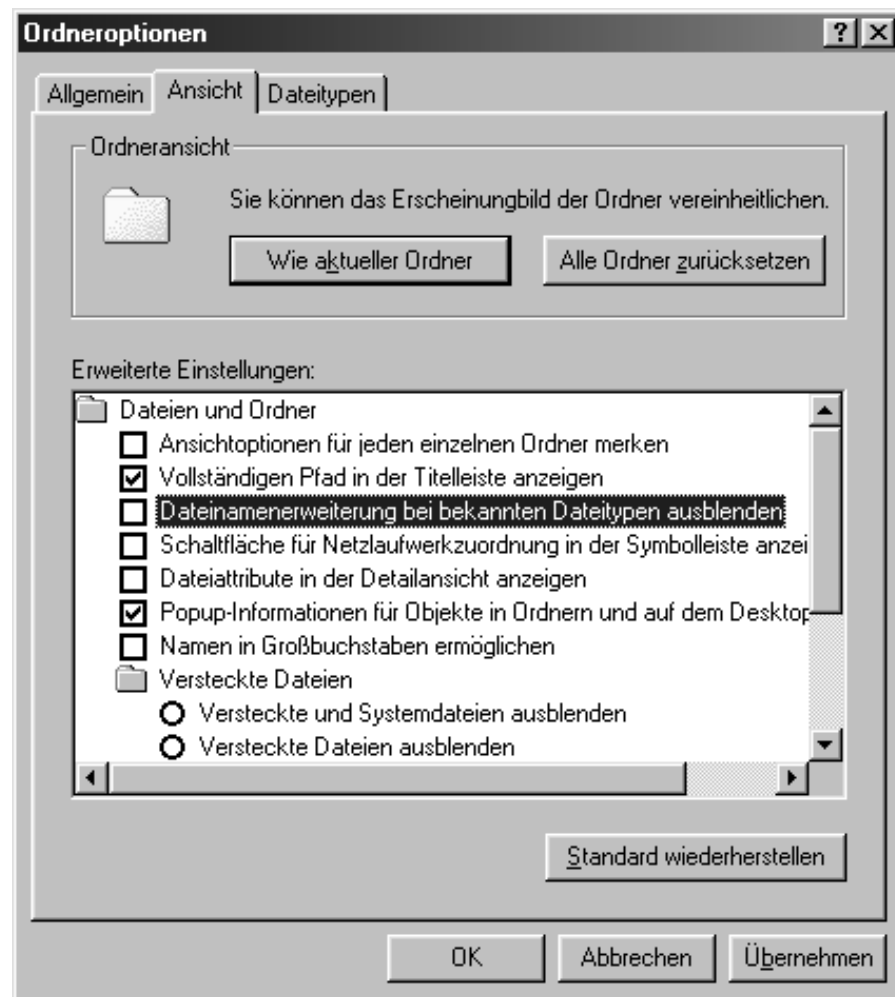 Ordneroptionen
Allgemein Ansicht Dateitypen
Ordneransicht
Sie können das Erscheinungbild der Ordner vereinheitlichen.
Wie aktueller Ordner Alle Ordner zurücksetzen
Erweiterte Einstellungen:
Dateien und Ordner
Ansichtoptionen für jeden einzelnen Ordner merken
Vollständigen Pfad in der Titelleiste anzeigen
Dateinamenerweiterung bei bekannten Dateitypen ausblenden
Schaltfläche für Netzlaufwerkzuordnung in der Symbolleiste anzei
Dateiattribute in der Detailansicht anzeigen
Popup-Informationen für Objekte in Ordnern und auf dem Desktop
Namen in Großbuchstaben ermöglichen
Versteckte Dateien
Versteckte und Systemdateien ausblenden
Versteckte Dateien ausblenden
Standard wiederherstellen
OK Abbrechen Übernehmen